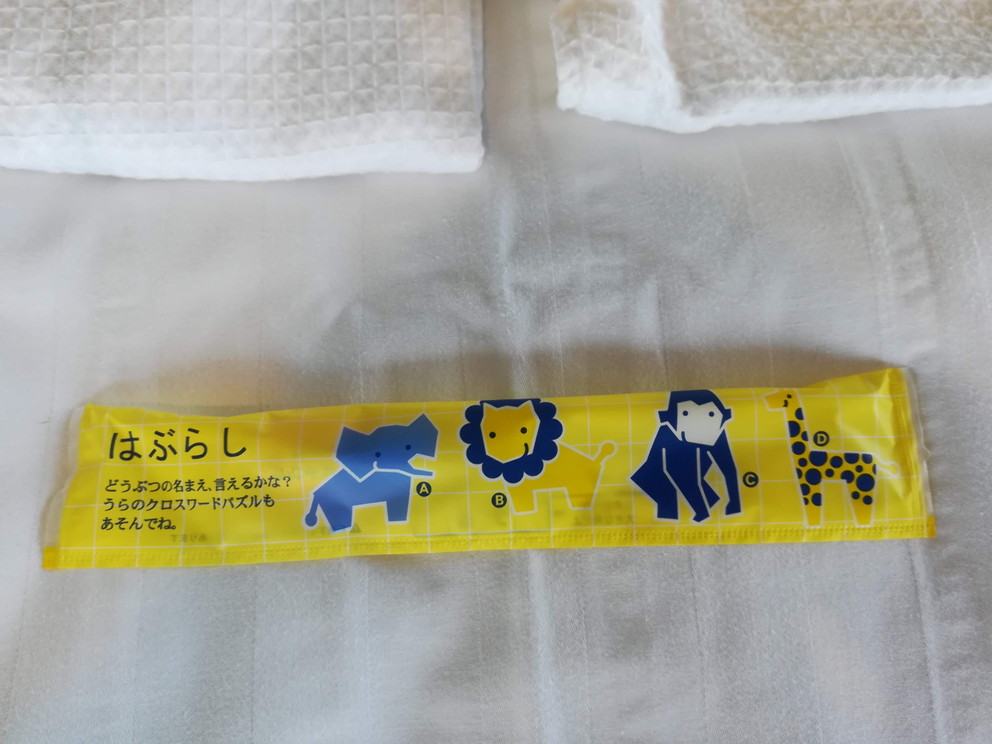 はぶらし
どうぶつの名まえ、言えるかな?
うらのクロスワードパズルも
あそんでね。
A
B
C
D